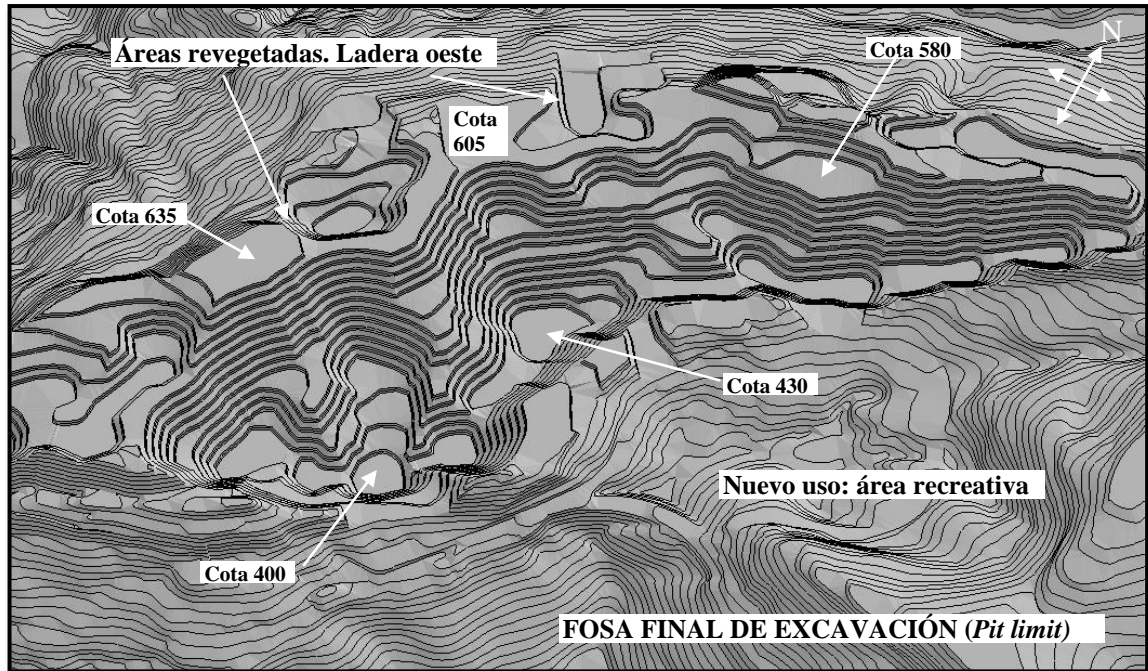 N
Áreas revegetadas. Ladera oeste
Cota 580
Cota
605
Cota 635
Cota 430
Nuevo uso: área recreativa
Cota 400
FOSA FINAL DE EXCAVACIÓN (Pit limit)